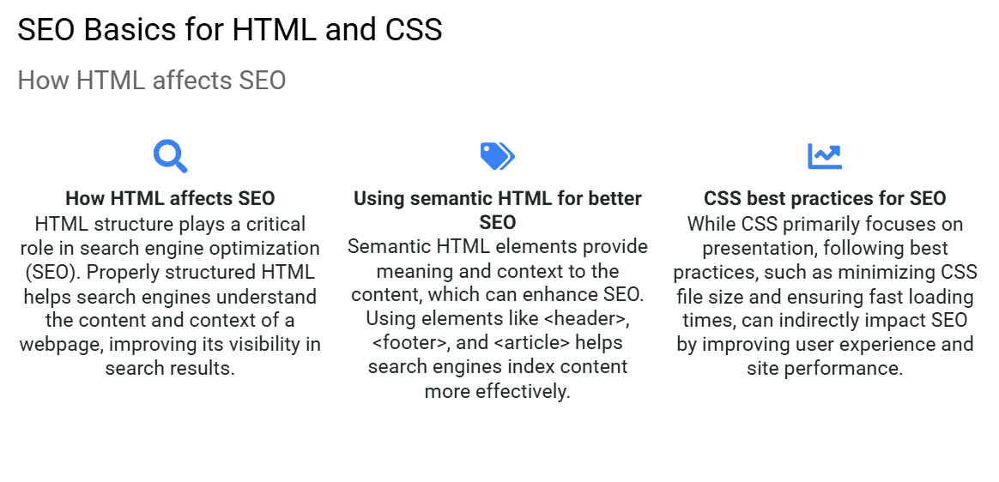 SEO Basics for HTML and CSS
How HTML affects SEO
How HTML affects SEO
HTML structure plays a critical
role in search engine optimization
(SEO). Properly structured HTML
helps search engines understand
the content and context of a
webpage, improving its visibility in
search results.
Using semantic HTML for better
SEO
Semantic HTML elements provide
meaning and context to the
content, which can enhance SEO.
Using elements like <header>,
<footer>, and <article> helps
search engines index content
more effectively.
CSS best practices for SEO
While CSS primarily focuses on
presentation, following best
practices, such as minimizing CSS
file size and ensuring fast loading
times, can indirectly impact SEO
by improving user experience and
site performance.